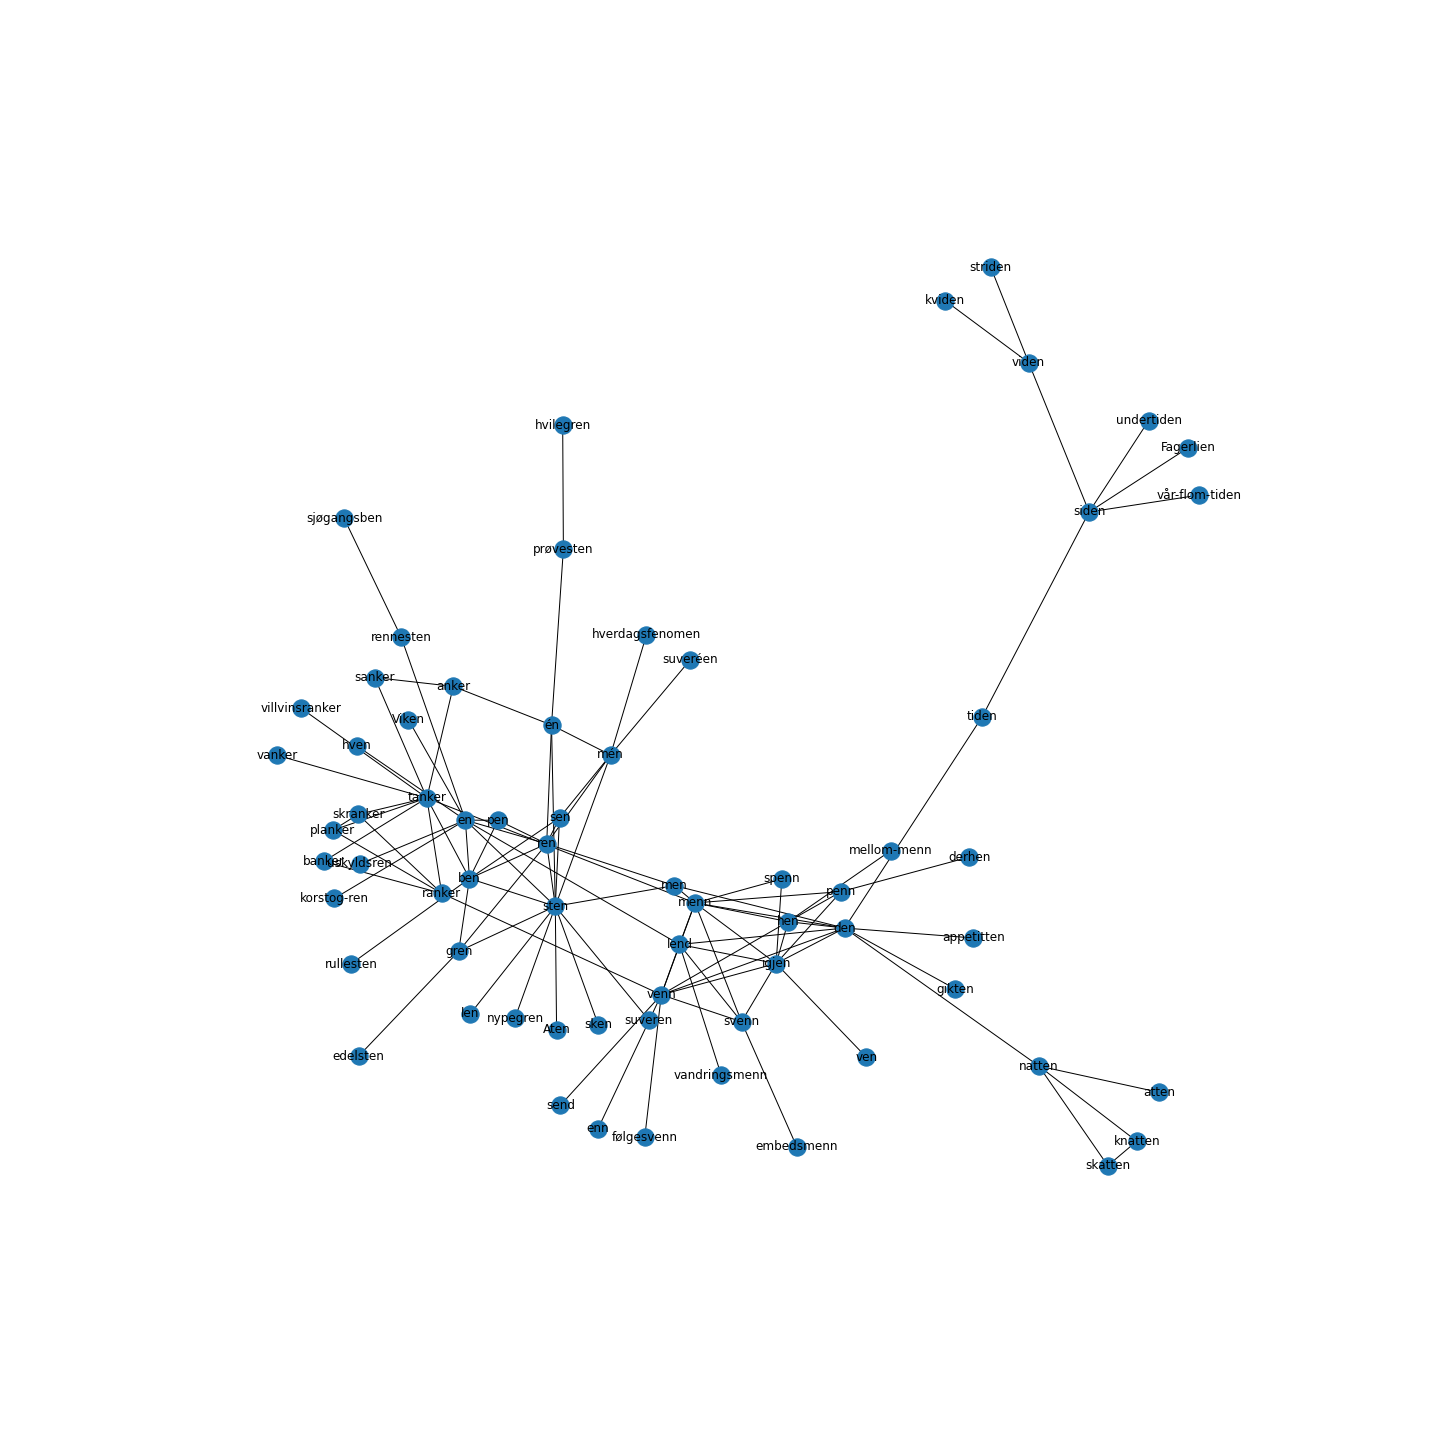 striden
kviden
viden
undertiden
hvilegren
Fagerlien
vår-flom-tiden
siden
sjøgangsben
prøvesten
hverdagsfenomen
rennesten
suveréen
sanker
anker
villvinsranker
tiden
Viken
én
hven
vanker
mén
tanker
skranker
sen
en
pen
planker
ren
mellom-menn
derhen
banker
uskyldsren
ben
spenn
men
korstog-ren
ranker
penn
menn
sten
hen
den
appetitten
lend
gren
rullesten
igjen
gikten
venn
len
nypegren
suveren
svenn
Aten
sken
edelsten
ven
natten
vandringsmenn
atten
send
enn
følgesvenn
knatten
embedsmenn
skatten